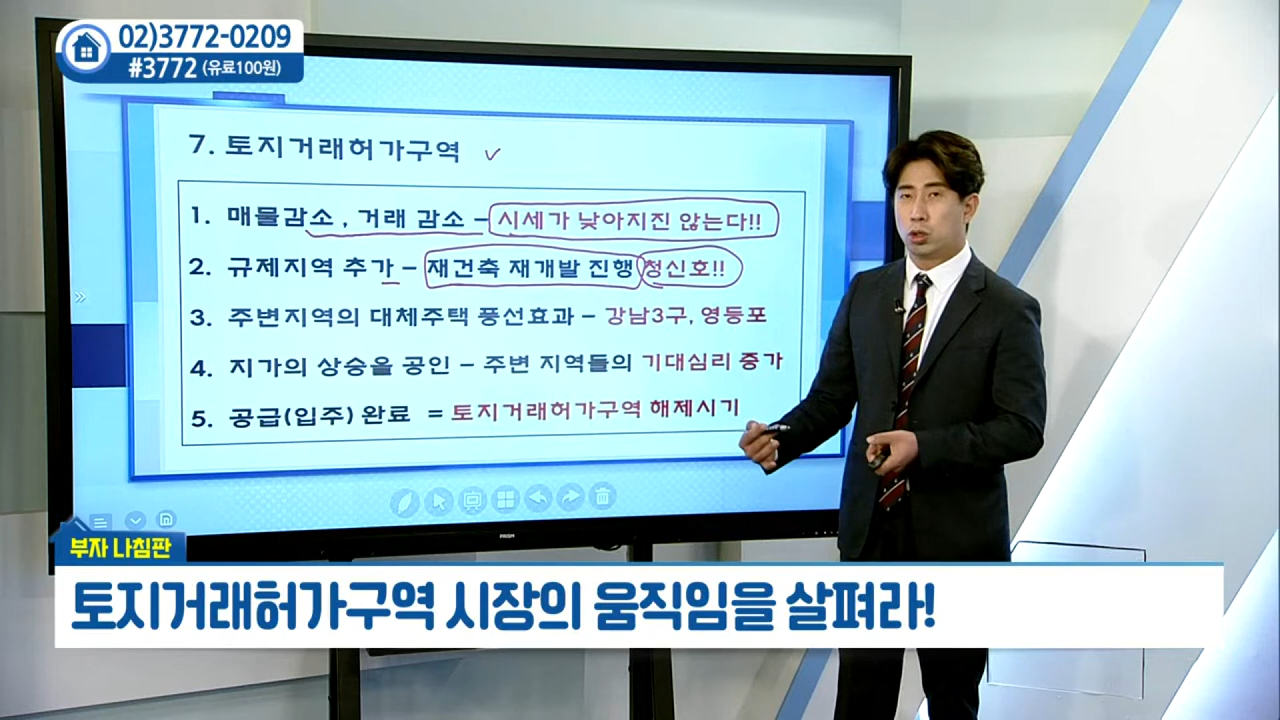 02)3772-0209
#3772 (유료100원)
7. 토지거래허가구역
1. 매물감소, 거래 감소 – 시세가 낮아지진 않는다!!
2. 규제지역 추가 – 재건축 재개발 진행 청신호!!
3. 주변지역의 대체주택 풍선효과 – 강남3구, 영등포
4. 지가의 상승을 공인 – 주변 지역들의 기대심리 증가
5. 공급(입주) 완료 = 토지거래허가구역 해제시기
PRISM
부자 나침판
토지거래허가구역 시장의 움직임을 살펴라!